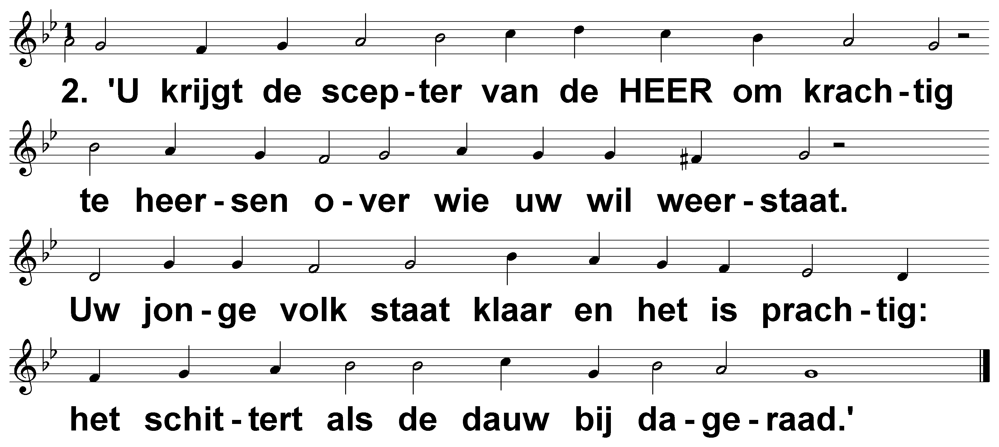 1
2. 'U krijgt de scep-ter van de HEER om krach-tig
te heer-sen o-ver wie uw wil weer-staat.
Uw jon-ge volk staat klaar en het is prach-tig:
het schit-tert als de dauw bij da-ge-raad.'